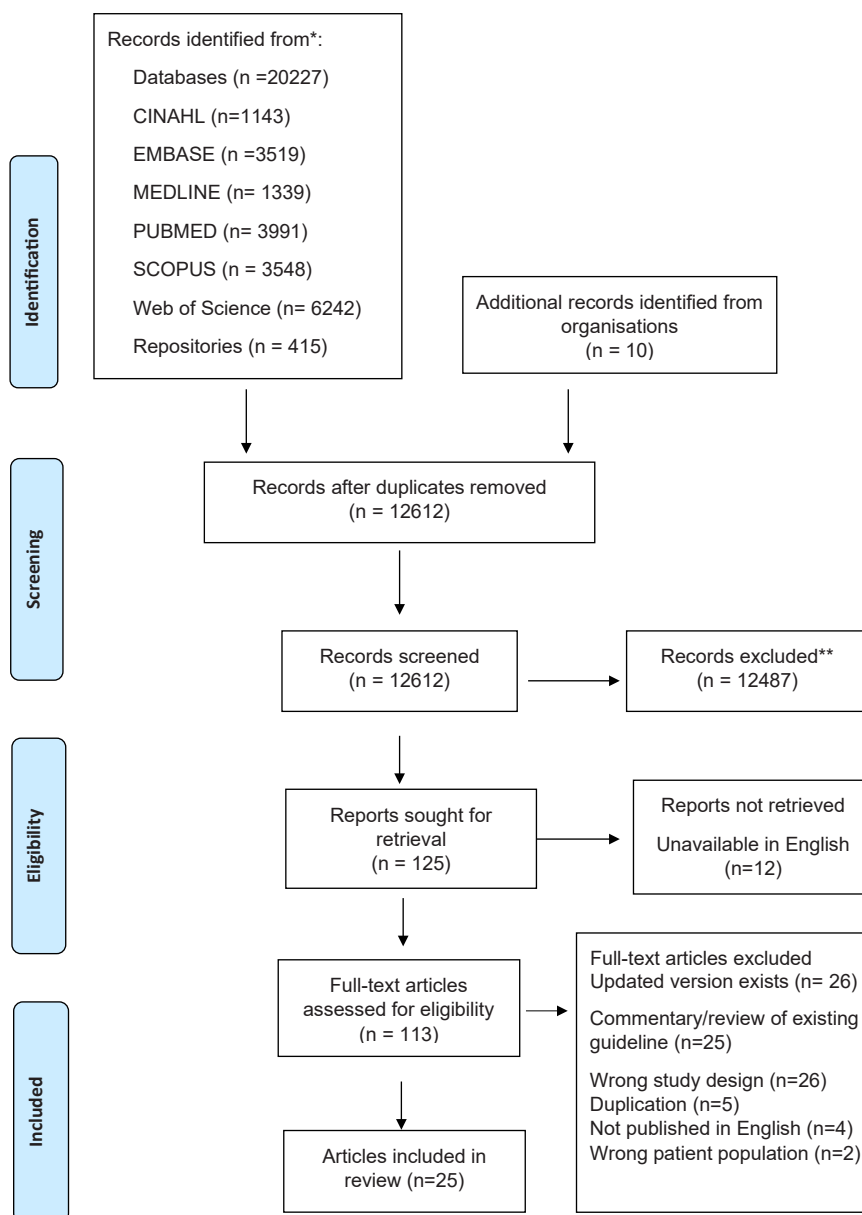 Records identified from*:
Databases (n =20227)
CINAHL (n=1143)
EMBASE (n =3519)
MEDLINE (n= 1339)
PUBMED (n= 3991)
SCOPUS (n = 3548)
Web of Science (n= 6242)
Repositories (n = 415)
Additional records identified from
organisations
(n = 10)
Identification
Records after duplicates removed
(n = 12612)
Screening
Records screened
(n = 12612)
Records excluded**
(n = 12487)
Eligibility
Reports sought for
retrieval
(n = 125)
Reports not retrieved
Unavailable in English
(n=12)
Full-text articles
assessed for eligibility
(n = 113)
Full-text articles excluded
Updated version exists (n= 26)
Commentary/review of existing
guideline (n=25)
Wrong study design (n=26)
Duplication (n=5)
Not published in English (n=4)
Wrong patient population (n=2)
Included
Articles included in
review (n=25)